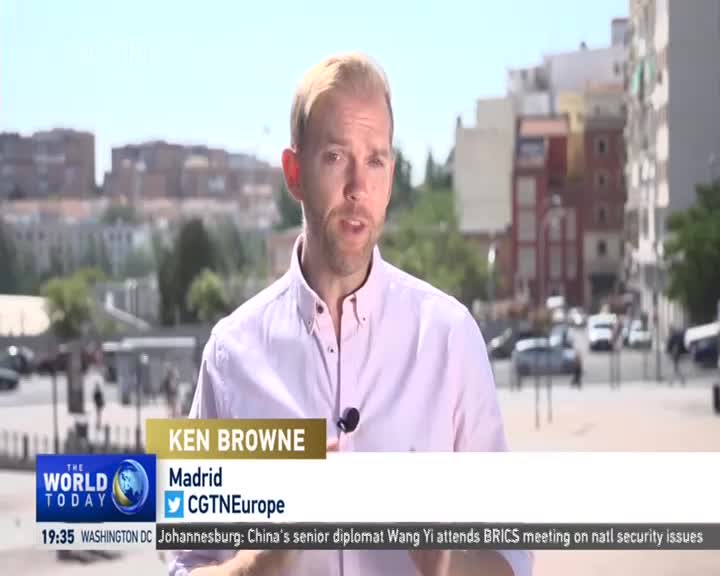 KEN BROWNE
Madrid
CGTNEurope
THE
WORLD
TODAY
19:35 WASHINGTON DC
Johannesburg: China's senior diplomat Wang Yi attends BRICS meeting on natl security issues